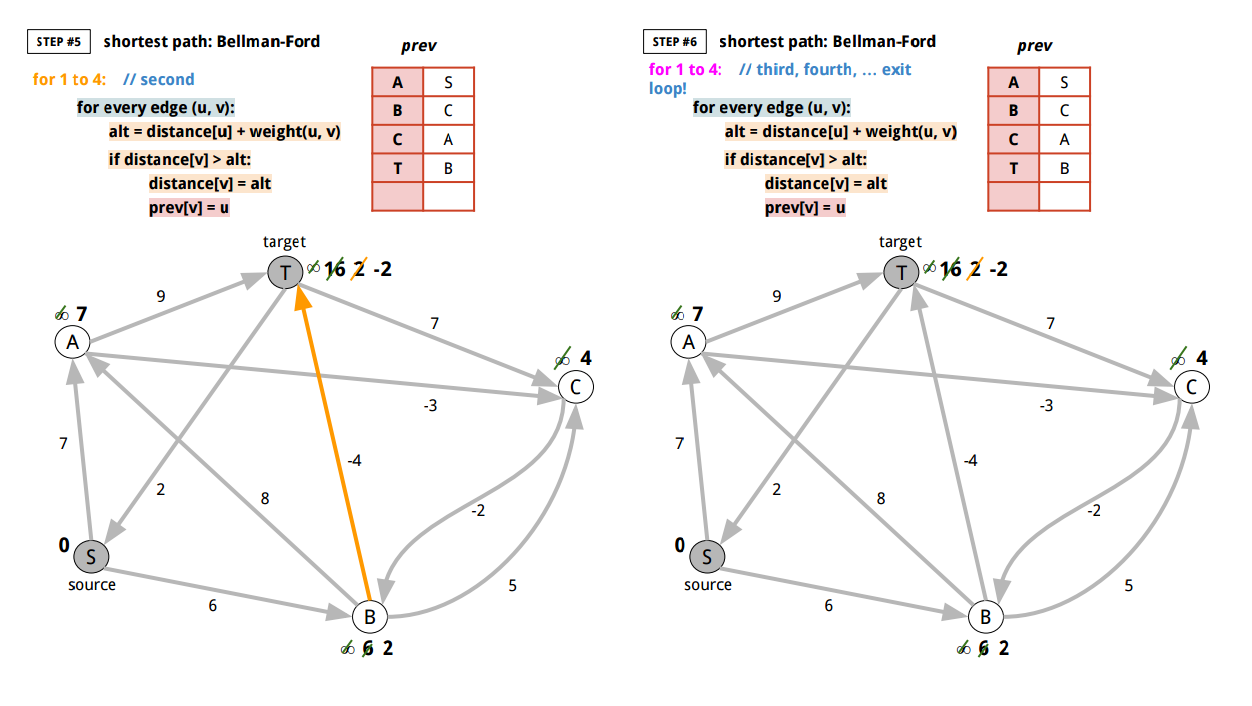 STEP #5 shortest path: Bellman-Ford
prev
for 1 to 4: // second
for every edge (u, v):
alt = distance[u] + weight(u, v)
if distance[v] > alt:
distance[v] = alt
prev[v] = u
A S
B C
C A
T B
target
T ∞ 16 2 -2
9
7
∞ 7
A
∞ 4
C
-3
7
-4
2
8
-2
0
S
source
6
5
B
∞ 6 2
STEP #6 shortest path: Bellman-Ford
prev
for 1 to 4: // third, fourth, ... exit
loop!
for every edge (u, v):
alt = distance[u] + weight(u, v)
if distance[v] > alt:
distance[v] = alt
prev[v] = u
A S
B C
C A
T B
target
T ∞ 16 2 -2
9
7
∞ 7
A
∞ 4
C
-3
7
-4
2
8
-2
0
S
source
6
5
B
∞ 6 2